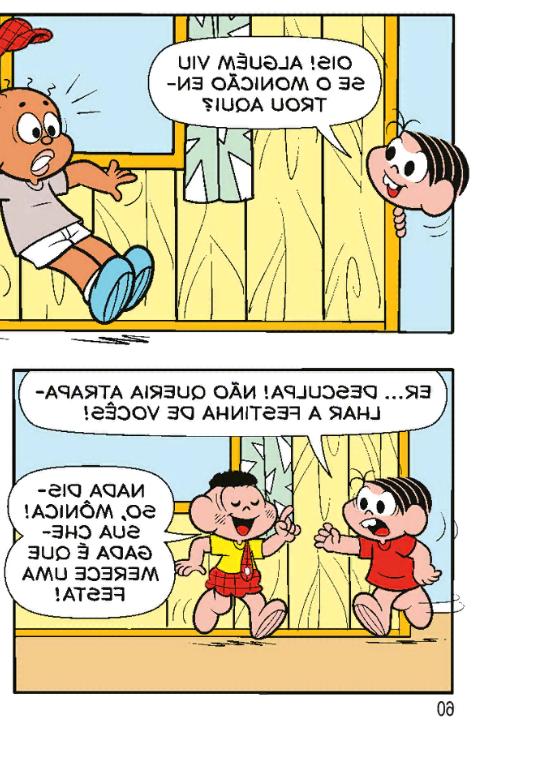 OIS! ALGUÉM VIU
SE O MONICÃO EN-
TROU AQUI?
ER... DESCULPA! NÃO QUERIA ATRAPA-
LHAR A FESTINHA DE VOCÊS!
NADA DIS-
SO, MÔNICA!
SUA CHE-
GADA É QUE
MERECE UMA
FESTA!
60